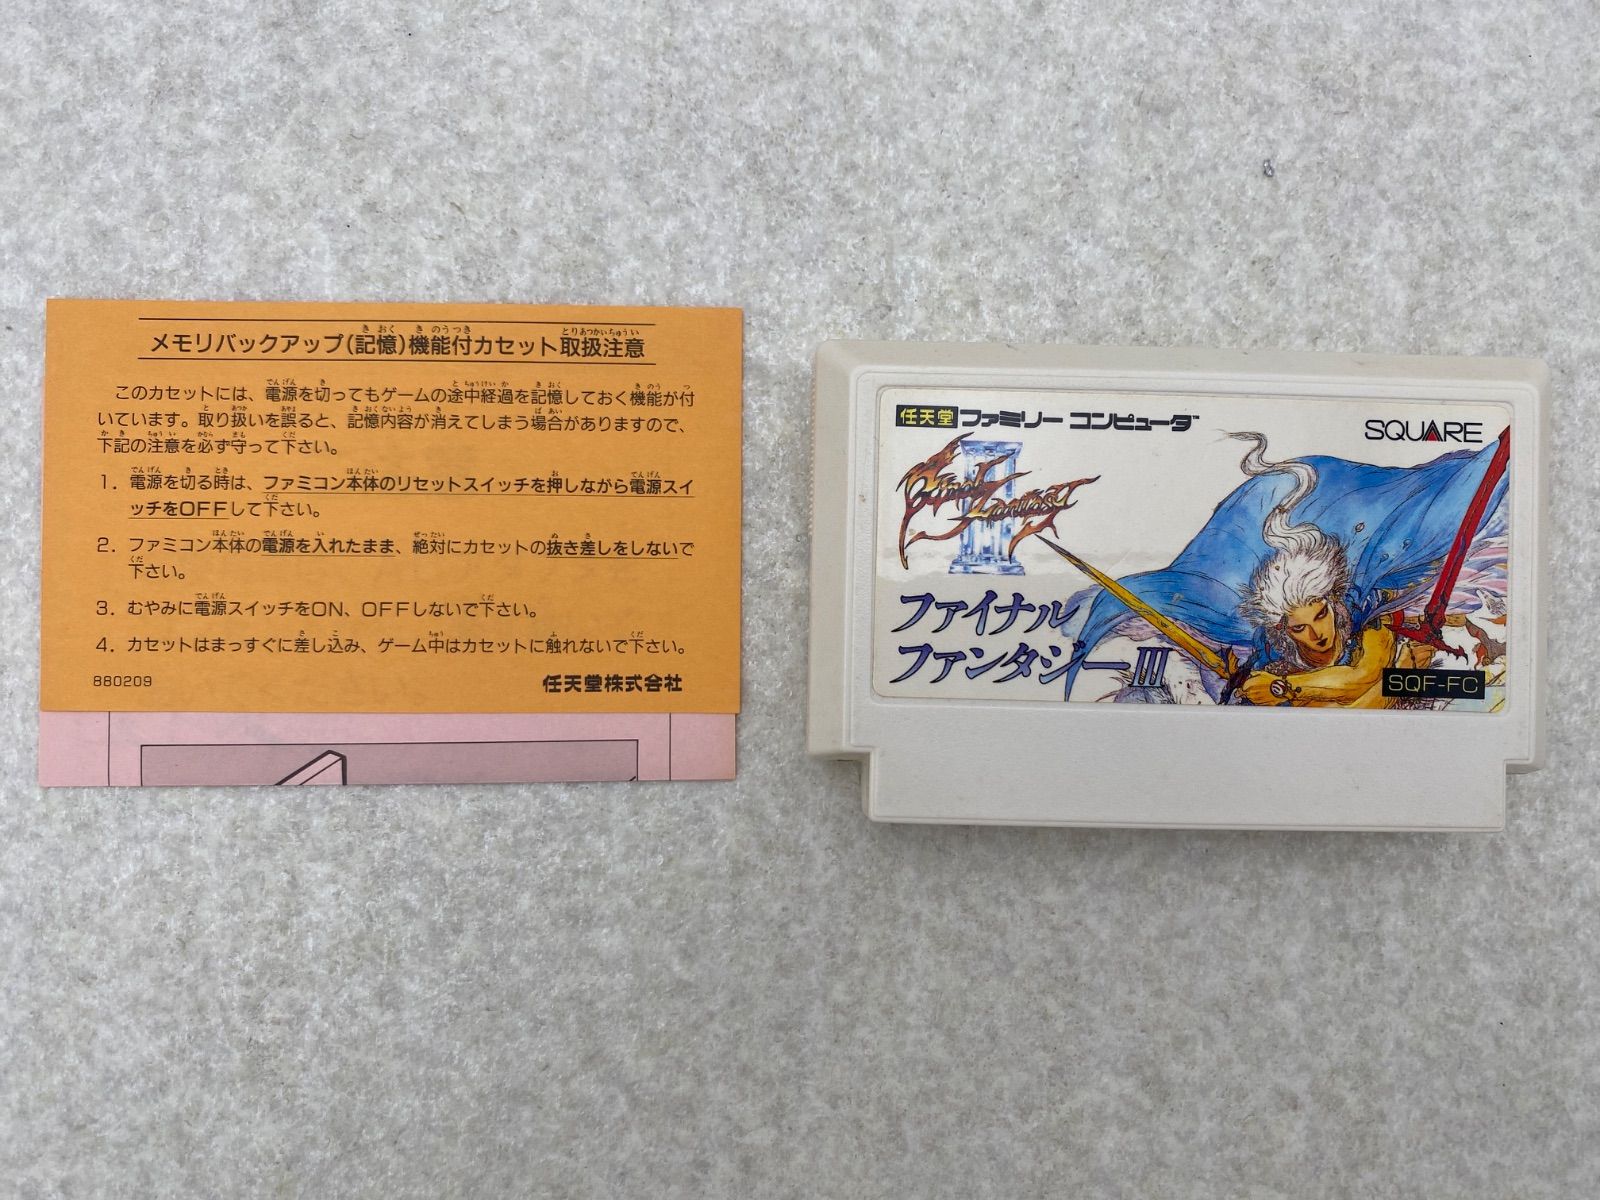 メモリバックアップ(記憶)機能付カセット取扱注意
このカセットには、電源を切ってもゲームの途中経過を記憶しておく機能が付
いています。取り扱いを誤ると、記憶内容が消えてしまう場合がありますので、
下記の注意を必ず守って下さい。
1. 電源を切る時は、ファミコン本体のリセットスイッチを押しながら電源スイ
ッチをOFFして下さい。
2. ファミコン本体の電源を入れたまま、絶対にカセットの抜き差しをしないで
下さい。
3. むやみに電源スイッチをON、OFFしないで下さい。
4. カセットはまっすぐに差し込み、ゲーム中はカセットに触れないで下さい。
880209
任天堂株式会社
任天堂 ファミリー コンピュータ
SQUARE
Final Fantasy III
ファイナル
ファンタジーIII
SQF-FC